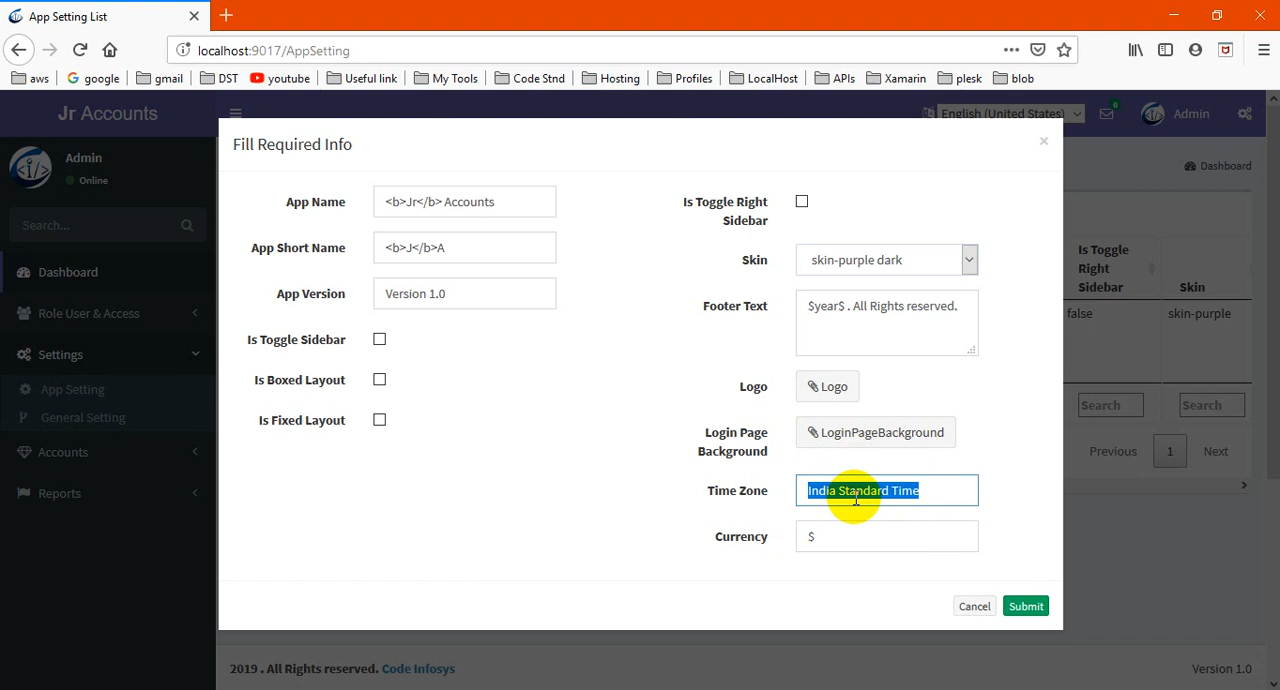 App Setting List
localhost:9017/AppSetting
aws
google
gmail
DST
youtube
Useful link
My Tools
Code Stnd
Hosting
Profiles
LocalHost
APIs
Xamarin
plesk
blob
Jr Accounts
English (United States)
0
Admin
Admin
Online
Search...
Dashboard
Role User & Access
Settings
App Setting
General Setting
Accounts
Reports
Dashboard
Fill Required Info
×
App Name
<b>Jr</b> Accounts
App Short Name
<b>J</b>A
App Version
Version 1.0
Is Toggle Sidebar
Is Boxed Layout
Is Fixed Layout
Is Toggle Right
Sidebar
Skin
skin-purple dark
Footer Text
$year$ . All Rights reserved.
Logo
Logo
Login Page
Background
LoginPageBackground
Time Zone
India Standard Time
Currency
$
Cancel
Submit
Is Toggle
Right
Sidebar
Skin
false
skin-purple
Search
Search
Previous
1
Next
2019 . All Rights reserved. Code Infosys
Version 1.0